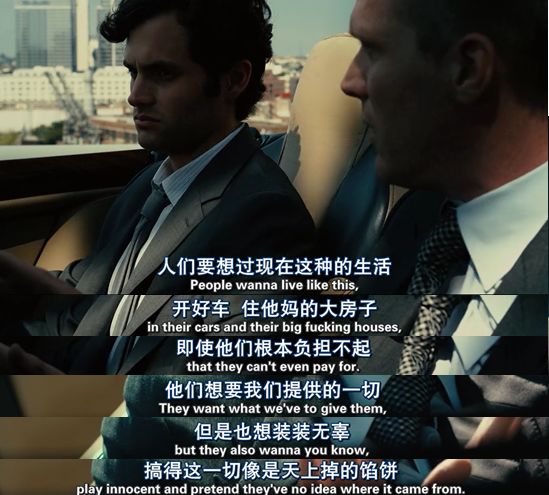 人们要想过现在这种的生活
People wanna live like this,
开好车 住他妈的大房子
in their cars and their big fucking houses,
即使他们根本负担不起
that they can't even pay for.
他们想要我们提供的一切
They want what we've to give them,
但是也想装装无辜
but they also wanna you know,
搞得这一切像是天上掉的馅饼
play innocent and pretend they've no idea where it came from.